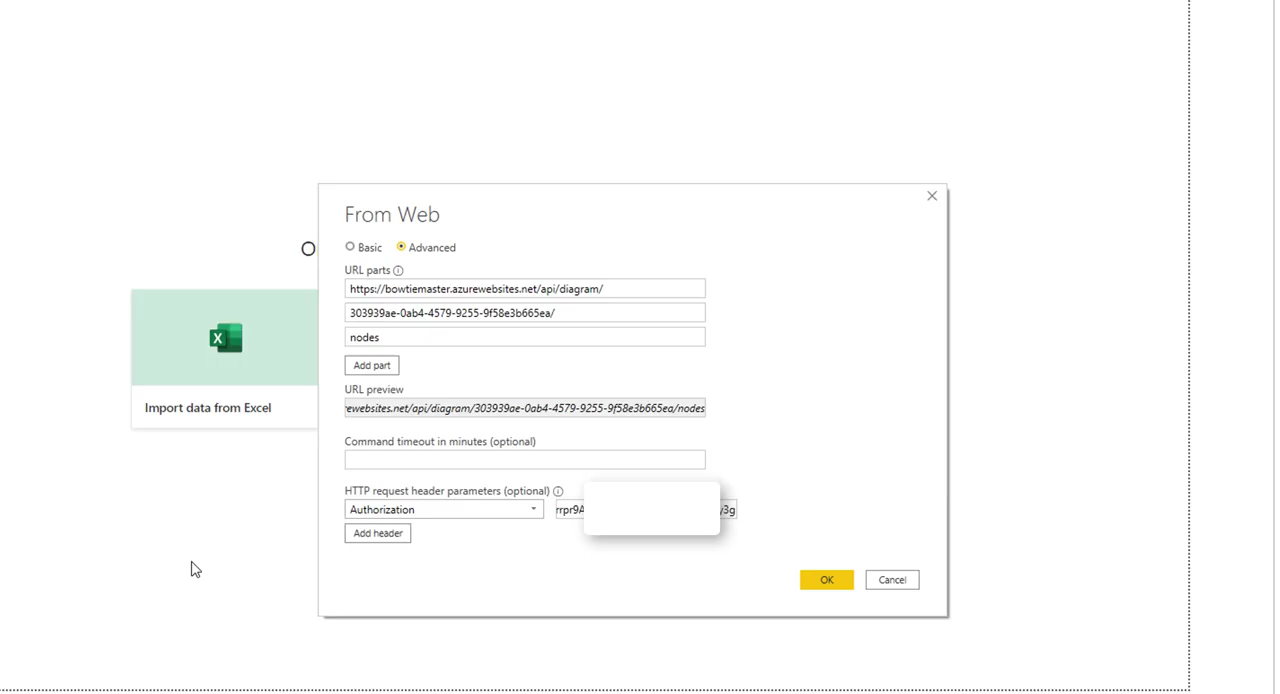 From Web
Basic Advanced
URL parts
https://bowtiemaster.azurewebsites.net/api/diagram/
303939ae-0ab4-4579-9255-9f58e3b665ea/
nodes
Add part
URL preview
ewebsites.net/api/diagram/303939ae-0ab4-4579-9255-9f58e3b665ea/nodes
Command timeout in minutes (optional)
HTTP request header parameters (optional)
Authorization rrpr9A y3g
Add header
OK Cancel
O
X
Import data from Excel